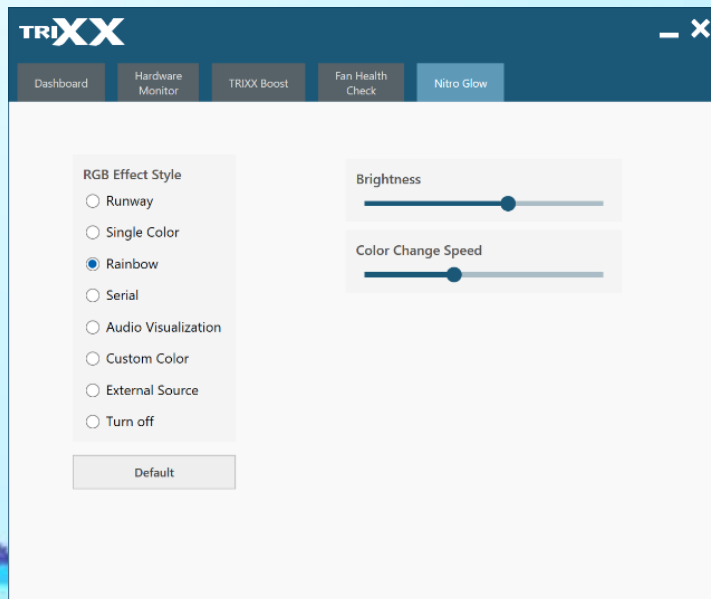 TRIXX
Dashboard
Hardware
Monitor
TRIXX Boost
Fan Health
Check
Nitro Glow
RGB Effect Style
Runway
Single Color
Rainbow
Serial
Audio Visualization
Custom Color
External Source
Turn off
Default
Brightness
Color Change Speed